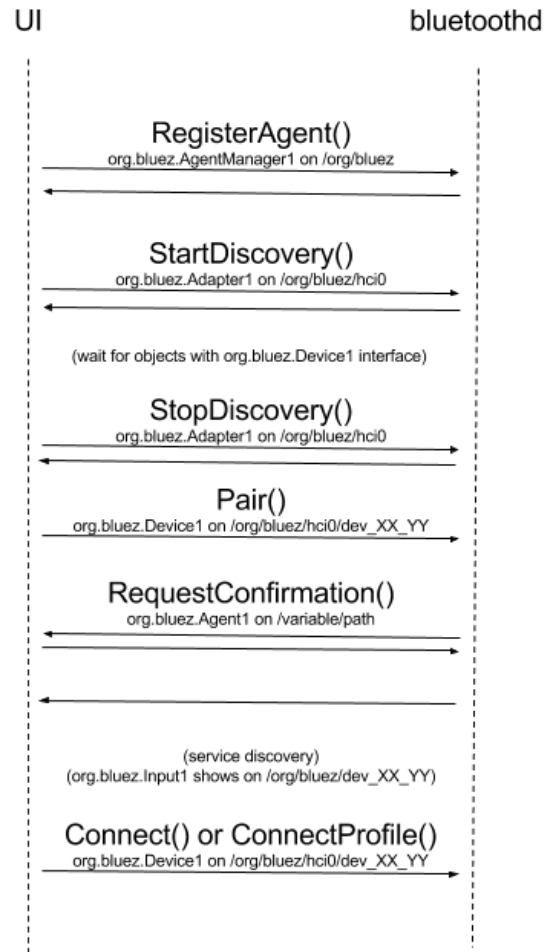 UI
bluetoothd
RegisterAgent()
org.bluez.AgentManager1 on /org/bluez
StartDiscovery()
org.bluez.Adapter1 on /org/bluez/hci0
(wait for objects with org.bluez.Device1 interface)
StopDiscovery()
org.bluez.Adapter1 on /org/bluez/hci0
Pair()
org.bluez.Device1 on /org/bluez/hci0/dev_XX_YY
RequestConfirmation()
org.bluez.Agent1 on /variable/path
(service discovery)
(org.bluez.Input1 shows on /org/bluez/dev_XX_YY)
Connect() or ConnectProfile()
org.bluez.Device1 on /org/bluez/hci0/dev_XX_YY